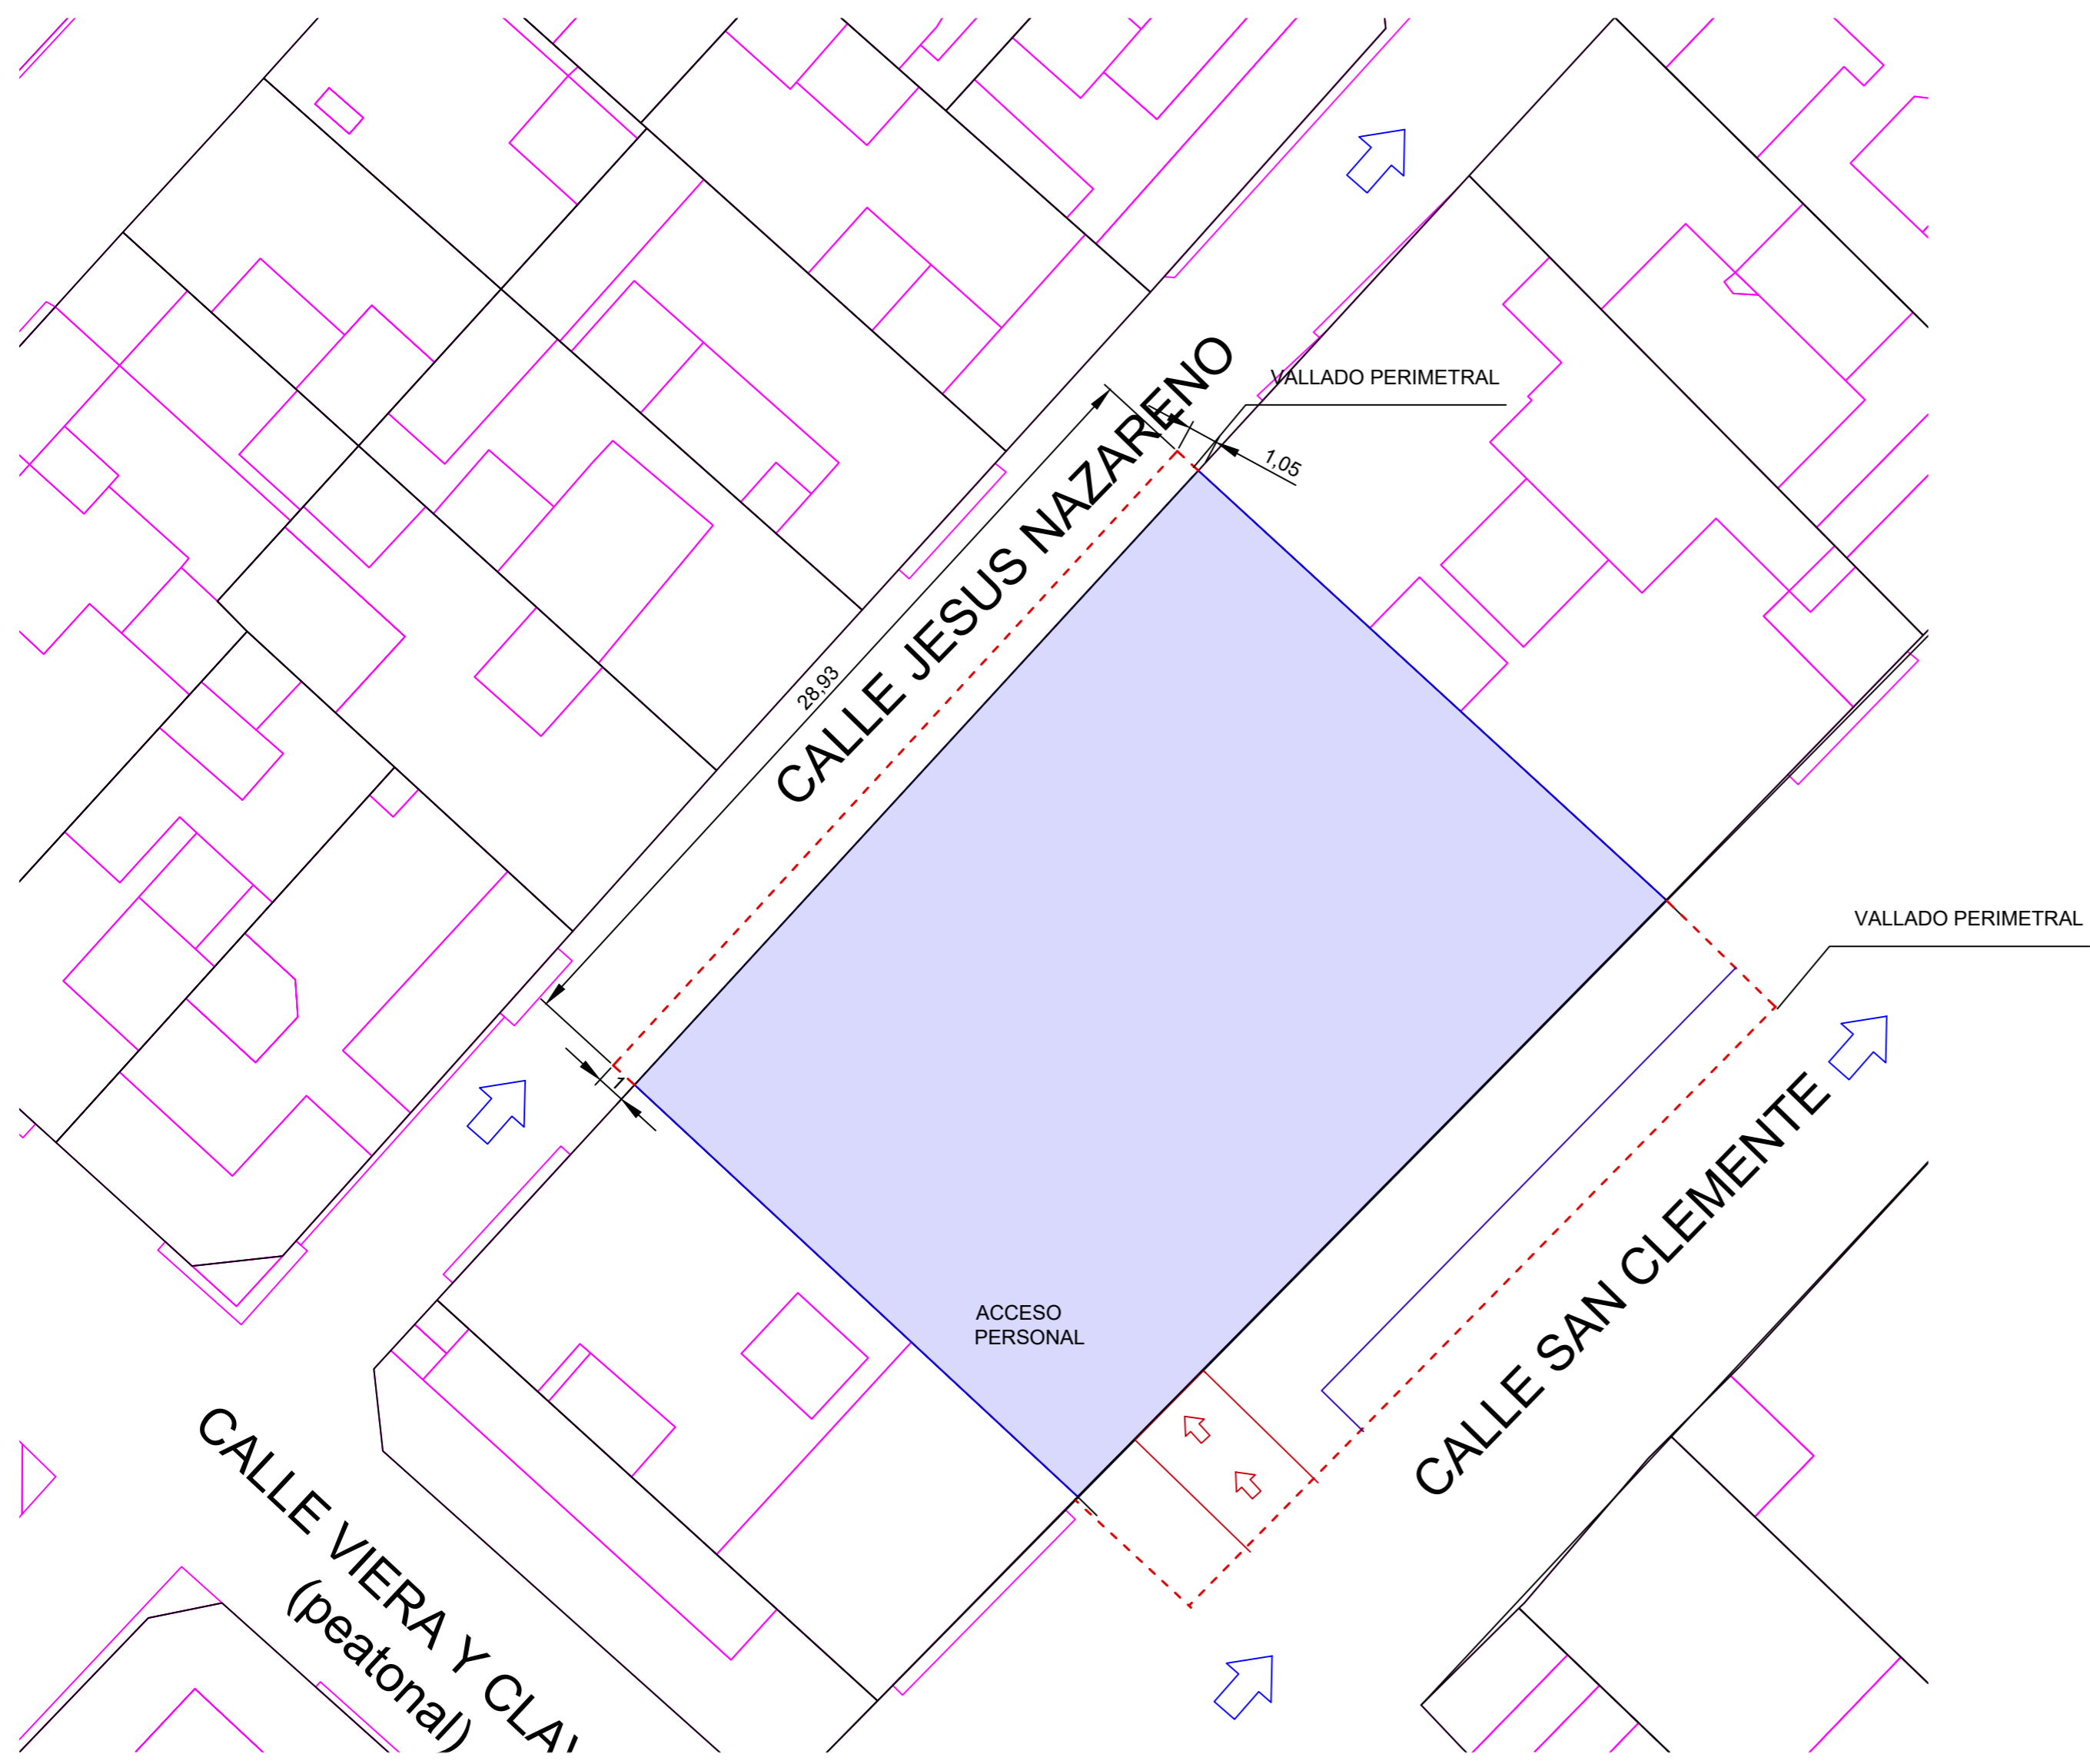 CALLE JESUS NAZARENO
VALLADO PERIMETRAL
1,05
28,93
VALLADO PERIMETRAL
1
CALLE SAN CLEMENTE
ACCESO
PERSONAL
CALLE VIERA Y CLA
(peatonal)